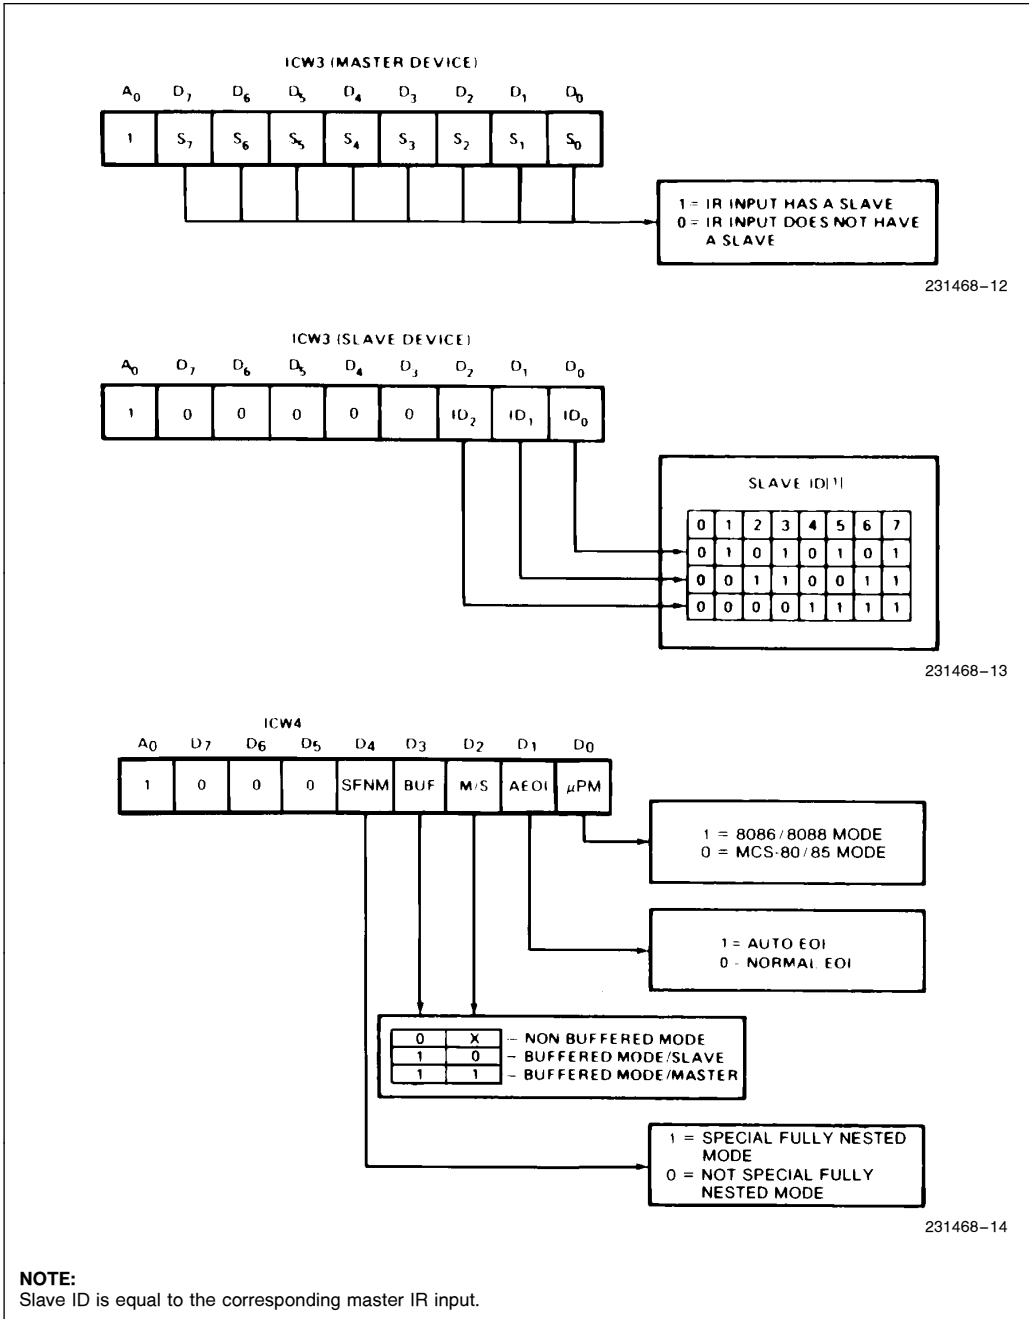 ICW3 (MASTER DEVICE)
A0 D7 D6 D5 D4 D3 D2 D1 D0
1 S7 S6 S5 S4 S3 S2 S1 S0
1 = IR INPUT HAS A SLAVE
0 = IR INPUT DOES NOT HAVE
A SLAVE
231468-12
ICW3 (SLAVE DEVICE)
A0 D7 D6 D5 D4 D3 D2 D1 D0
1 0 0 0 0 0 ID2 ID1 ID0
SLAVE ID[1]
0 1 2 3 4 5 6 7
0 1 0 1 0 1 0 1
0 0 1 1 0 0 1 1
0 0 0 0 1 1 1 1
231468-13
ICW4
A0 D7 D6 D5 D4 D3 D2 D1 D0
1 0 0 0 SFNM BUF M/S AEOI μPM
1 = 8086/8088 MODE
0 = MCS-80/85 MODE
1 = AUTO EOI
0 - NORMAL EOI
0 X - NON BUFFERED MODE
1 0 - BUFFERED MODE/SLAVE
1 1 - BUFFERED MODE/MASTER
1 = SPECIAL FULLY NESTED
MODE
0 = NOT SPECIAL FULLY
NESTED MODE
231468-14
NOTE:
Slave ID is equal to the corresponding master IR input.